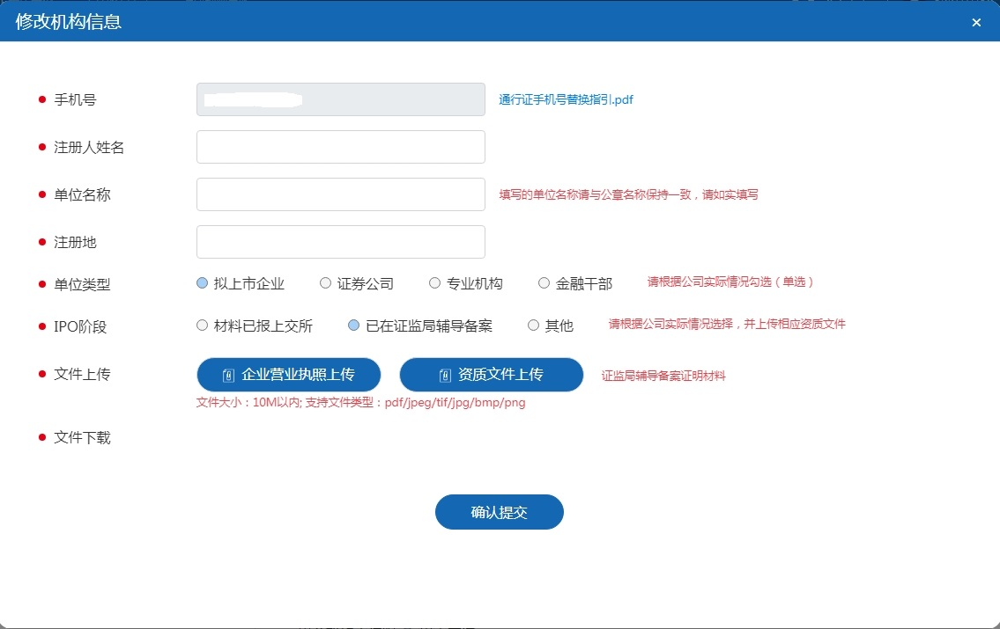 修改机构信息 ×
手机号 通行证手机号替换指引.pdf
注册人姓名
单位名称 填写的单位名称请与公章名称保持一致，请如实填写
注册地
单位类型 拟上市企业 证券公司 专业机构 金融干部 请根据公司实际情况勾选（单选）
IPO阶段 材料已报上交所 已在证监局辅导备案 其他 请根据公司实际情况选择，并上传相应资质文件
文件上传 企业营业执照上传 资质文件上传 证监局辅导备案证明材料
文件大小：10M以内; 支持文件类型：pdf/jpeg/tif/jpg/bmp/png
文件下载
确认提交